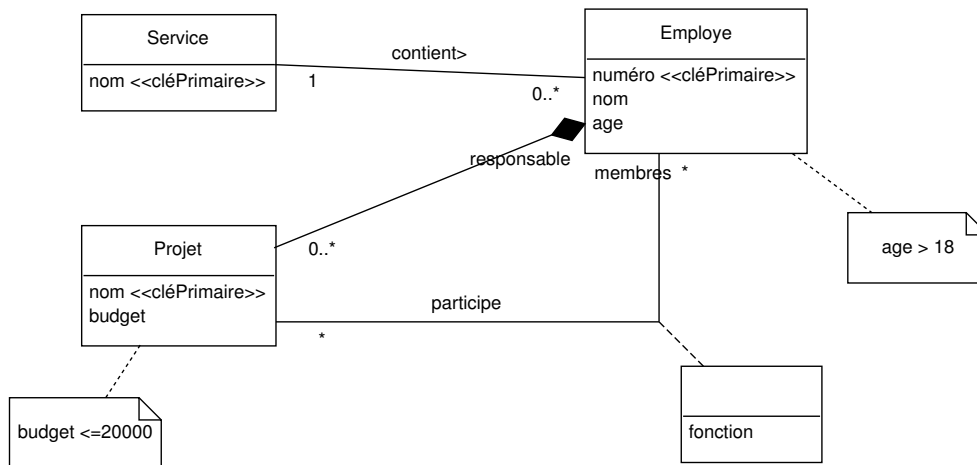 Service
nom <<cléPrimaire>>
contient>
1
0..*
Employe
numéro <<cléPrimaire>>
nom
age
responsable
membres *
age > 18
Projet
nom <<cléPrimaire>>
budget
0..*
participe
*
budget <=20000
fonction